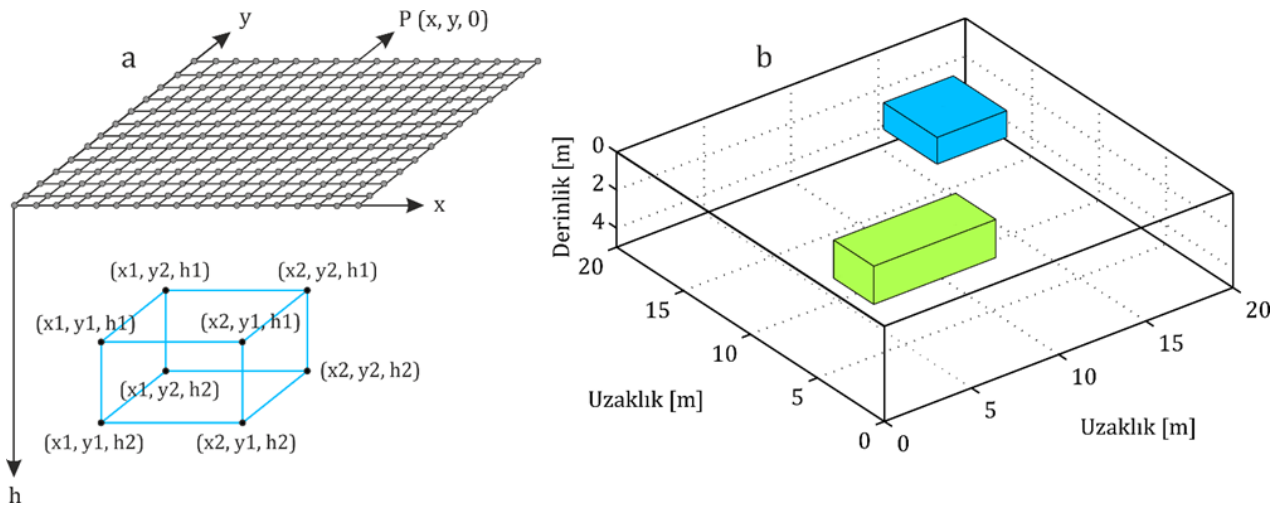 a
y
P (x, y, 0)
x
h
(x1, y2, h1)
(x2, y2, h1)
(x1, y1, h1)
(x2, y1, h1)
(x1, y2, h2)
(x2, y2, h2)
(x1, y1, h2)
(x2, y1, h2)
b
Derinlik [m]
0
2
4
20
15
10
5
0
Uzaklık [m]
0
5
10
15
20
Uzaklık [m]